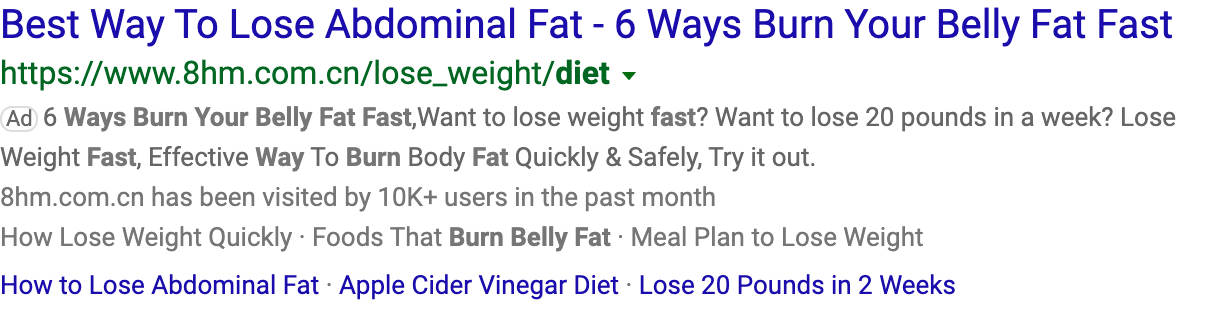 Best Way To Lose Abdominal Fat - 6 Ways Burn Your Belly Fat Fast
https://www.8hm.com.cn/lose_weight/diet
Ad 6 Ways Burn Your Belly Fat Fast,Want to lose weight fast? Want to lose 20 pounds in a week? Lose
Weight Fast, Effective Way To Burn Body Fat Quickly & Safely, Try it out.
8hm.com.cn has been visited by 10K+ users in the past month
How Lose Weight Quickly · Foods That Burn Belly Fat · Meal Plan to Lose Weight
How to Lose Abdominal Fat · Apple Cider Vinegar Diet · Lose 20 Pounds in 2 Weeks